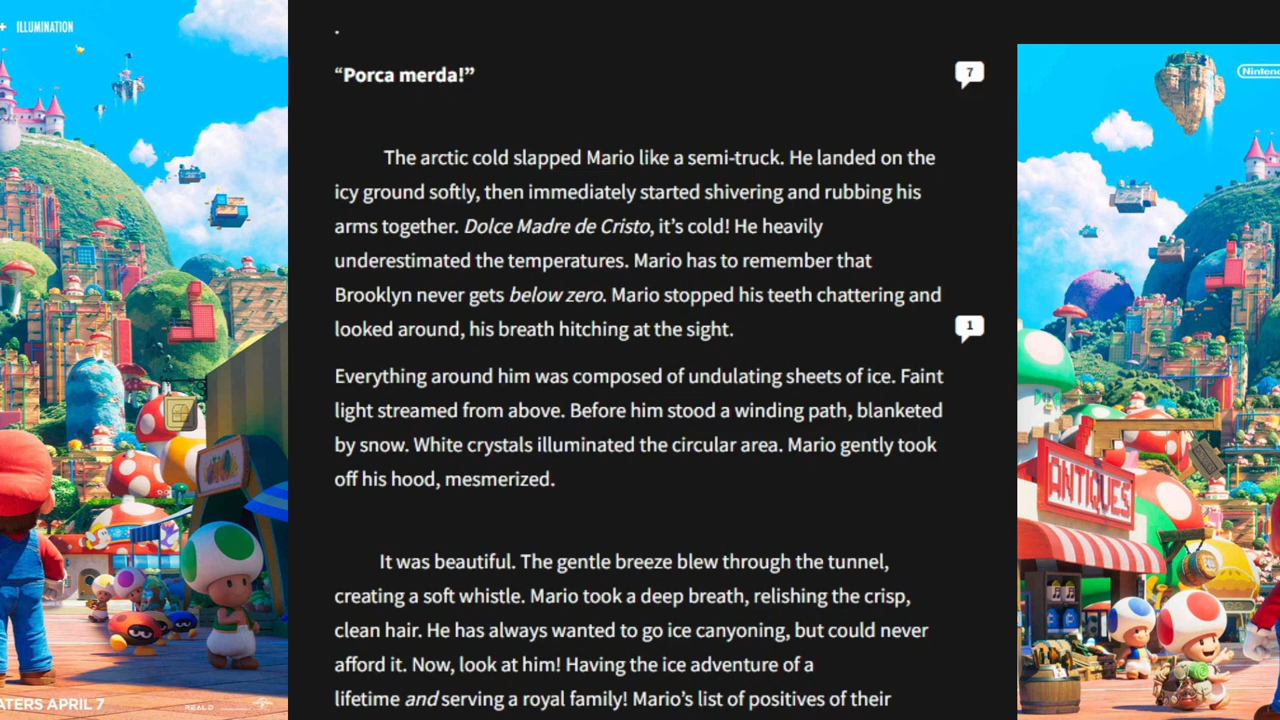 ILLUMINATION
.
“Porca merda!”
7
The arctic cold slapped Mario like a semi-truck. He landed on the
icy ground softly, then immediately started shivering and rubbing his
arms together. Dolce Madre de Cristo, it’s cold! He heavily
underestimated the temperatures. Mario has to remember that
Brooklyn never gets below zero. Mario stopped his teeth chattering and
looked around, his breath hitching at the sight.
1
Everything around him was composed of undulating sheets of ice. Faint
light streamed from above. Before him stood a winding path, blanketed
by snow. White crystals illuminated the circular area. Mario gently took
off his hood, mesmerized.
It was beautiful. The gentle breeze blew through the tunnel,
creating a soft whistle. Mario took a deep breath, relishing the crisp,
clean hair. He has always wanted to go ice canyoning, but could never
afford it. Now, look at him! Having the ice adventure of a
lifetime and serving a royal family! Mario’s list of positives of their
ATERS APRIL 7
REALD
Nintend
ANTIQUES